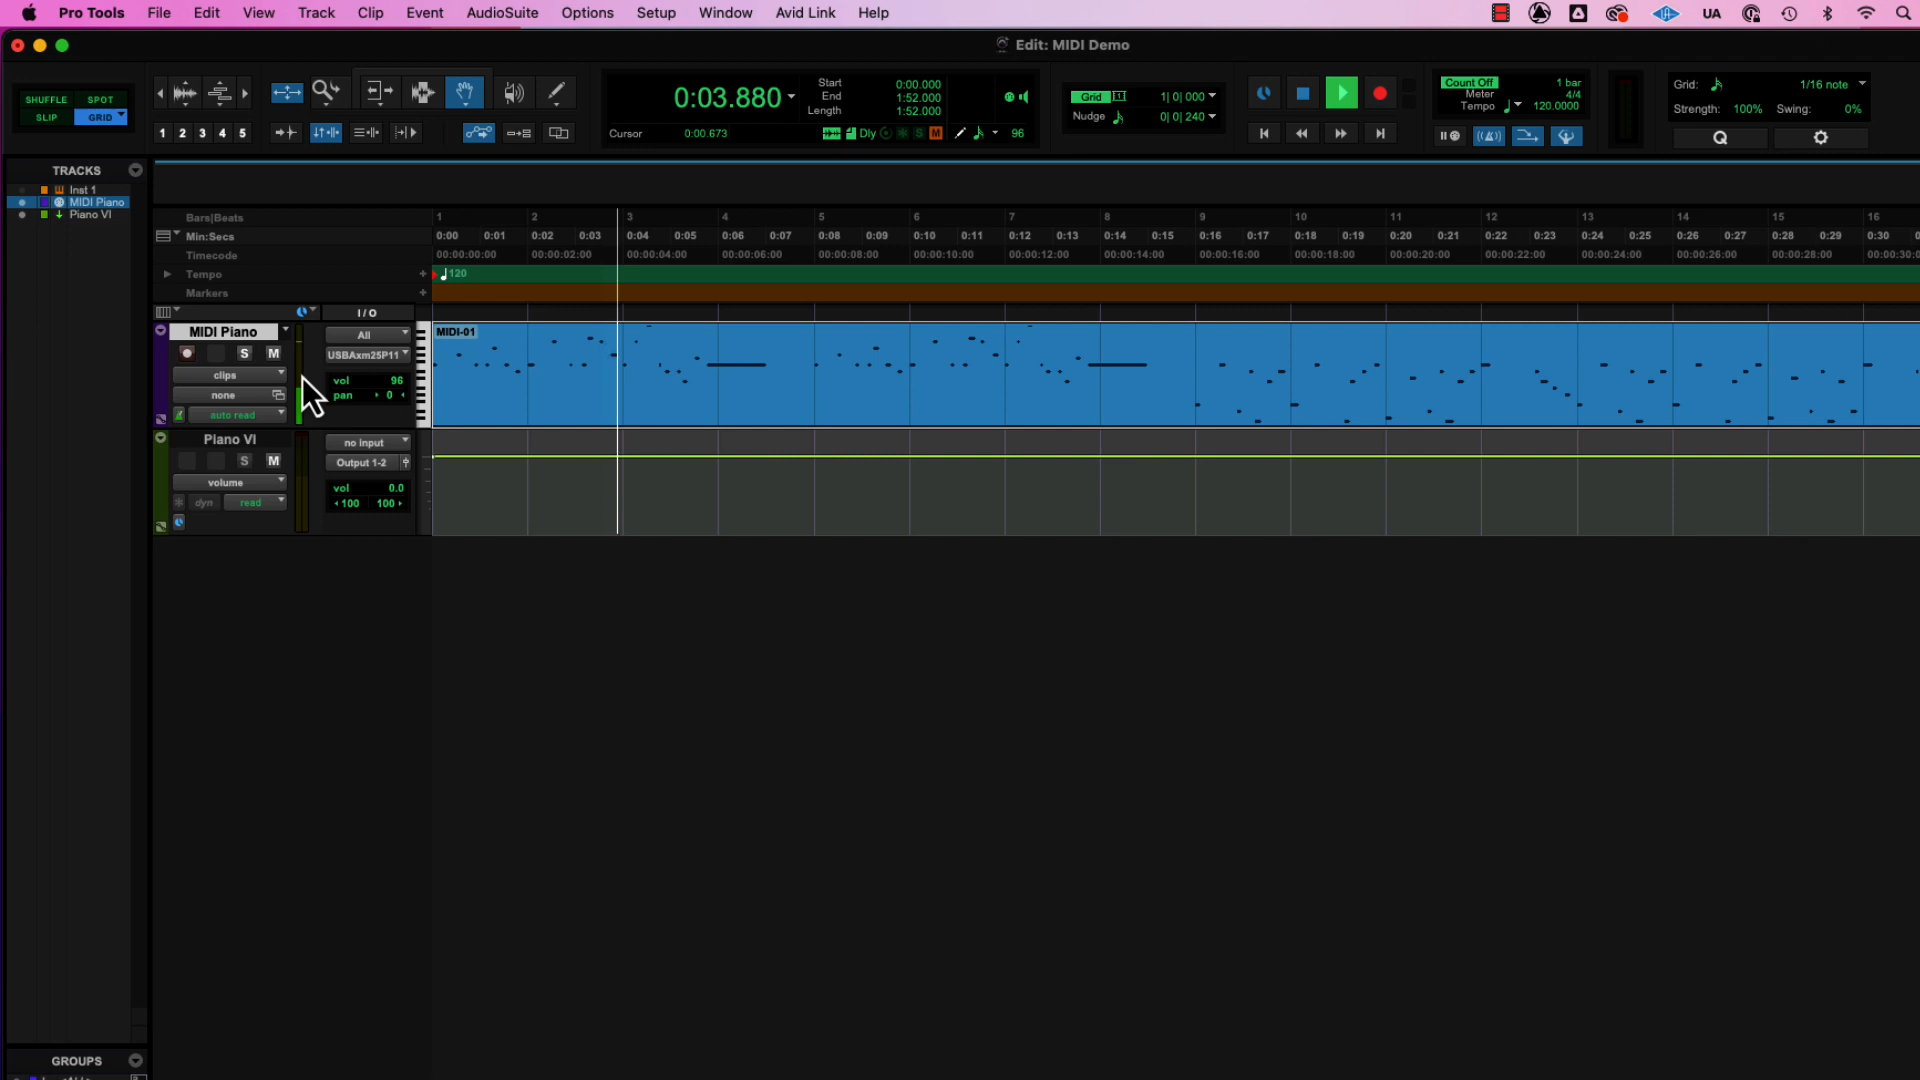 Pro Tools File Edit View Track Clip Event AudioSuite Options Setup Window Avid Link Help UA
Edit: MIDI Demo
SHUFFLE SPOT
SLIP GRID
1 2 3 4 5
0:03.880
Start 0:00.000
End 1:52.000
Length 1:52.000
Cursor 0:00.673 Dly S M 96
Grid 1| 0| 000
Nudge 0| 0| 240
Count Off 1 bar
Meter 4/4
Tempo 120.0000
Grid: 1/16 note
Strength: 100% Swing: 0%
Q
TRACKS
Inst 1
MIDI Piano
Piano VI
Bars|Beats 1 2 3 4 5 6 7 8 9 10 11 12 13 14 15 16
Min:Secs 0:00 0:01 0:02 0:03 0:04 0:05 0:06 0:07 0:08 0:09 0:10 0:11 0:12 0:13 0:14 0:15 0:16 0:17 0:18 0:19 0:20 0:21 0:22 0:23 0:24 0:25 0:26 0:27 0:28 0:29 0:30
Timecode 00:00:00:00 00:00:02:00 00:00:04:00 00:00:06:00 00:00:08:00 00:00:10:00 00:00:12:00 00:00:14:00 00:00:16:00 00:00:18:00 00:00:20:00 00:00:22:00 00:00:24:00 00:00:26:00 00:00:28:00 00:00:30:0
Tempo + 120
Markers +
I / O
MIDI Piano All MIDI-01
S M USBAxm25P11
clips vol 96
none pan 0
auto read
Piano VI no input
S M Output 1-2
volume vol 0.0
dyn read 100 100
GROUPS